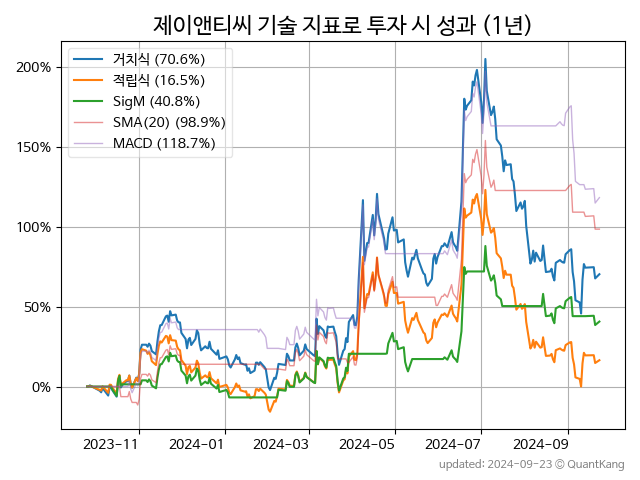 제이앤티씨 기술 지표로 투자 시 성과 (1년)
거치식 (70.6%)
적립식 (16.5%)
SigM (40.8%)
SMA(20) (98.9%)
MACD (118.7%)
200%
150%
100%
50%
0%
2023-11 2024-01 2024-03 2024-05 2024-07 2024-09
updated: 2024-09-23 © QuantKang